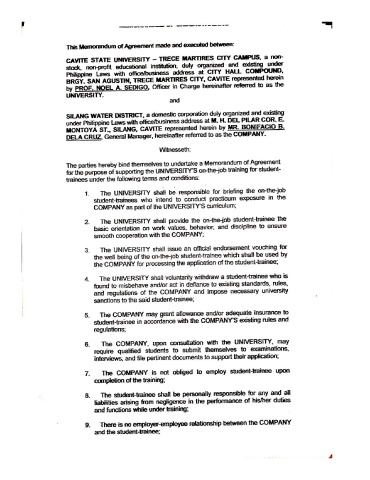 This Memorandum of Agreement made and executed between:
CAVITE STATE UNIVERSITY – TRECE MARTIRES CITY CAMPUS, a non-
stock, non-profit educational institution, duly organized and existing under
Philippine Laws with office/business address at CITY HALL COMPOUND,
BRGY. SAN AGUSTIN, TRECE MARTIRES CITY, CAVITE represented herein
by PROF. NOEL A. SEDIGO, Officer in Charge hereinafter referred to as the
UNIVERSITY.
and
SILANG WATER DISTRICT, a domestic corporation duly organized and existing
under Philippine Laws with office/business address at M. H. DEL PILAR COR. E.
MONTOYA ST., SILANG, CAVITE represented herein by MR. BONIFACIO B.
DELA CRUZ, General Manager, hereinafter referred to as the COMPANY.
Witnesseth:
The parties hereby bind themselves to undertake a Memorandum of Agreement
for the purpose of supporting the UNIVERSITY'S on-the-job training for student-
trainees under the following terms and conditions:
1. The UNIVERSITY shall be responsible for briefing the on-the-job
student-trainees who intend to conduct practicum exposure in the
COMPANY as part of the UNIVERSITY'S curriculum;
2. The UNIVERSITY shall provide the on-the-job student-trainee the
basic orientation on work values, behavior, and discipline to ensure
smooth cooperation with the COMPANY;
3. The UNIVERSITY shall issue an official endorsement vouching for
the well being of the on-the-job student-trainee which shall be used by
the COMPANY for processing the application of the student-trainee;
4. The UNIVERSITY shall voluntarily withdraw a student-trainee who is
found to misbehave and/or act in defiance to existing standards, rules,
and regulations of the COMPANY and impose necessary university
sanctions to the said student-trainee;
5. The COMPANY may grant allowance and/or adequate insurance to
student-trainee in accordance with the COMPANY'S existing rules and
regulations;
6. The COMPANY, upon consultation with the UNIVERSITY, may
require qualified students to submit themselves to examinations,
interviews, and file pertinent documents to support their application;
7. The COMPANY is not obliged to employ student-trainee upon
completion of the training;
8. The student-trainee shall be personally responsible for any and all
liabilities arising from negligence in the performance of his/her duties
and functions while under training;
9. There is no employer-employee relationship between the COMPANY
and the student-trainee;